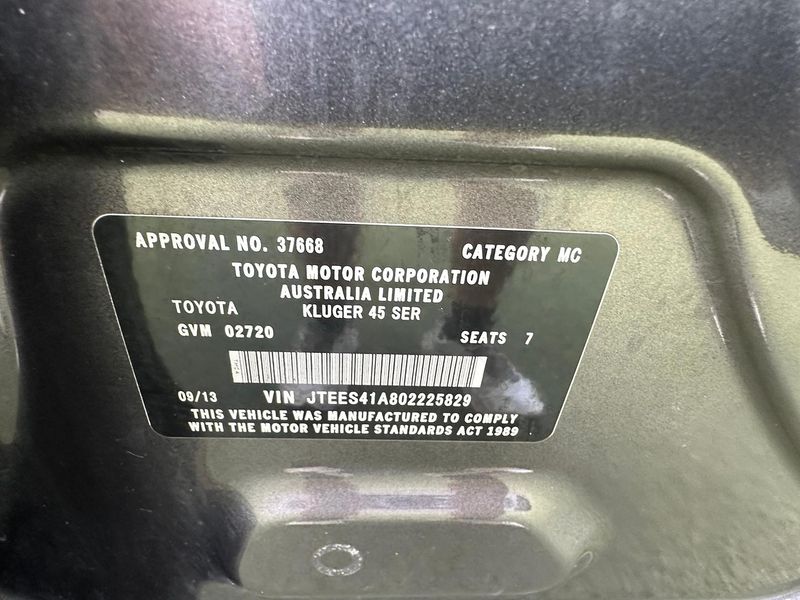 APPROVAL NO. 37668 CATEGORY MC
TOYOTA MOTOR CORPORATION
AUSTRALIA LIMITED
TOYOTA KLUGER 45 SER
GVM 02720 SEATS 7
09/13 VIN JTEES41A802225829
THIS VEHICLE WAS MANUFACTURED TO COMPLY
WITH THE MOTOR VEHICLE STANDARDS ACT 1989